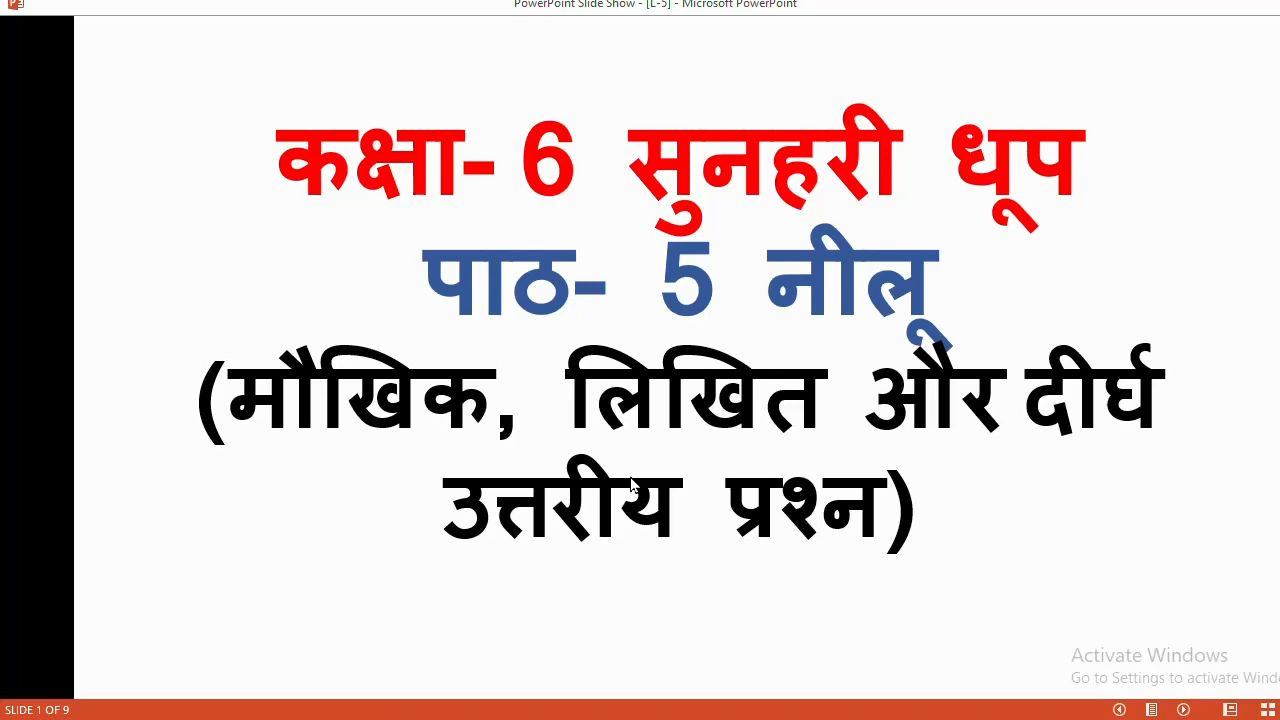 PowerPoint Slide Show - [L-5] - Microsoft PowerPoint
कक्षा- 6 सुनहरी धूप
पाठ- 5 नीलू
(मौखिक, लिखित और दीर्घ
उत्तरीय प्रश्न)
Activate Windows
Go to Settings to activate Wind
SLIDE 1 OF 9